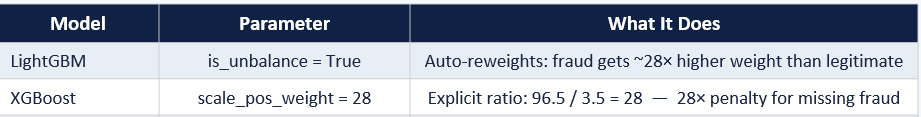 Model Parameter What It Does
LightGBM is_unbalance = True Auto-reweights: fraud gets ~28× higher weight than legitimate
XGBoost scale_pos_weight = 28 Explicit ratio: 96.5 / 3.5 = 28 — 28× penalty for missing fraud